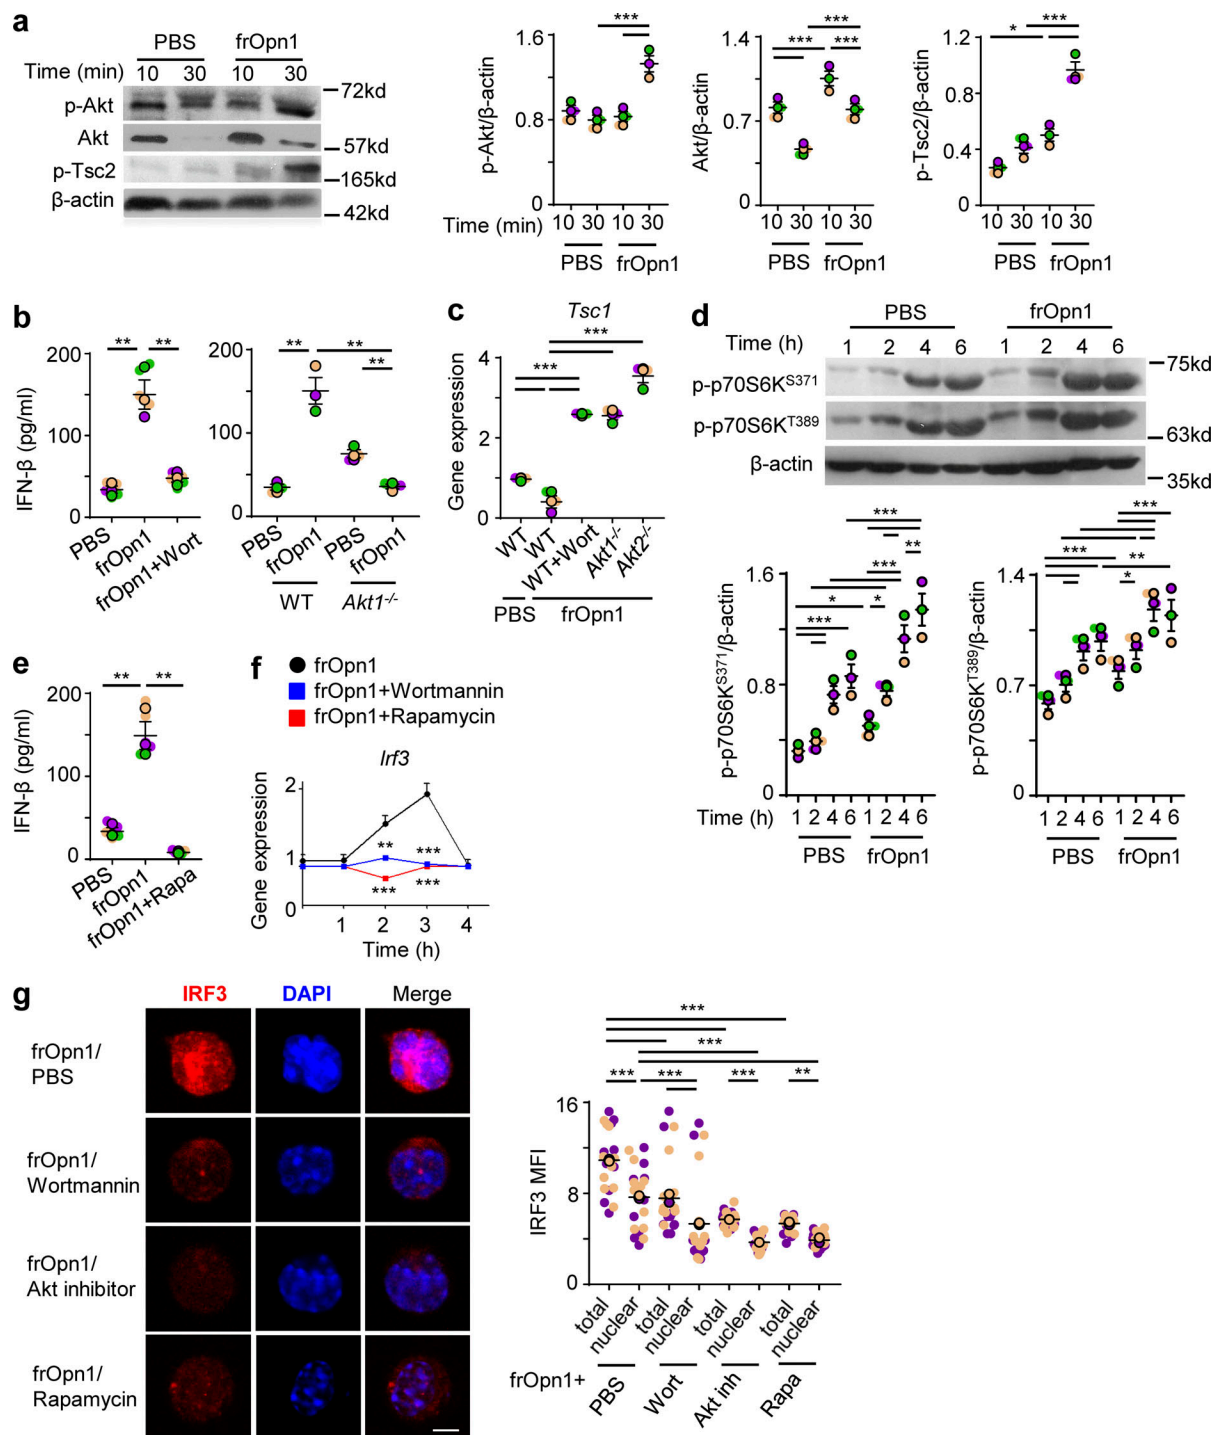 a
PBS frOpn1
Time (min) 10 30 10 30
p-Akt
Akt
p-Tsc2
β-actin
72kd
57kd
165kd
42kd
p-Akt/β-actin
1.6
0.8
0
***
Time (min) 10 30 10 30
PBS frOpn1
Akt/β-actin
1.4
0.7
0
*** *** ***
10 30 10 30
PBS frOpn1
p-Tsc2/β-actin
1.2
0.8
0.4
0
* ***
10 30 10 30
PBS frOpn1
b
IFN-β (pg/ml)
200
100
0
** **
PBS frOpn1 frOpn1+Wort
200
100
0
** ** **
PBS frOpn1 PBS frOpn1
WT Akt1-/-
c
Tsc1
Gene expression
4
2
0
*** ***
WT WT WT+Wort Akt1-/- Akt2-/-
PBS frOpn1
d
PBS frOpn1
Time (h) 1 2 4 6 1 2 4 6
p-p70S6KS371
p-p70S6KT389
β-actin
75kd
63kd
35kd
p-p70S6KS371/β-actin
1.6
0.8
0
***
**
***
* *
***
Time (h) 1 2 4 6 1 2 4 6
PBS frOpn1
p-p70S6KT389/β-actin
1.4
0.7
0
***
*** **
*
1 2 4 6 1 2 4 6
PBS frOpn1
e
IFN-β (pg/ml)
200
100
0
** **
PBS frOpn1 frOpn1+Rapa
f
frOpn1
frOpn1+Wortmannin
frOpn1+Rapamycin
Irf3
Gene expression
2
1
0
** ***
*** ***
1 2 3 4
Time (h)
g
IRF3 DAPI Merge
frOpn1/
PBS
frOpn1/
Wortmannin
frOpn1/
Akt inhibitor
frOpn1/
Rapamycin
IRF3 MFI
16
8
0
***
***
*** *** *** **
total nuclear total nuclear total nuclear total nuclear
frOpn1+ PBS Wort Akt inh Rapa